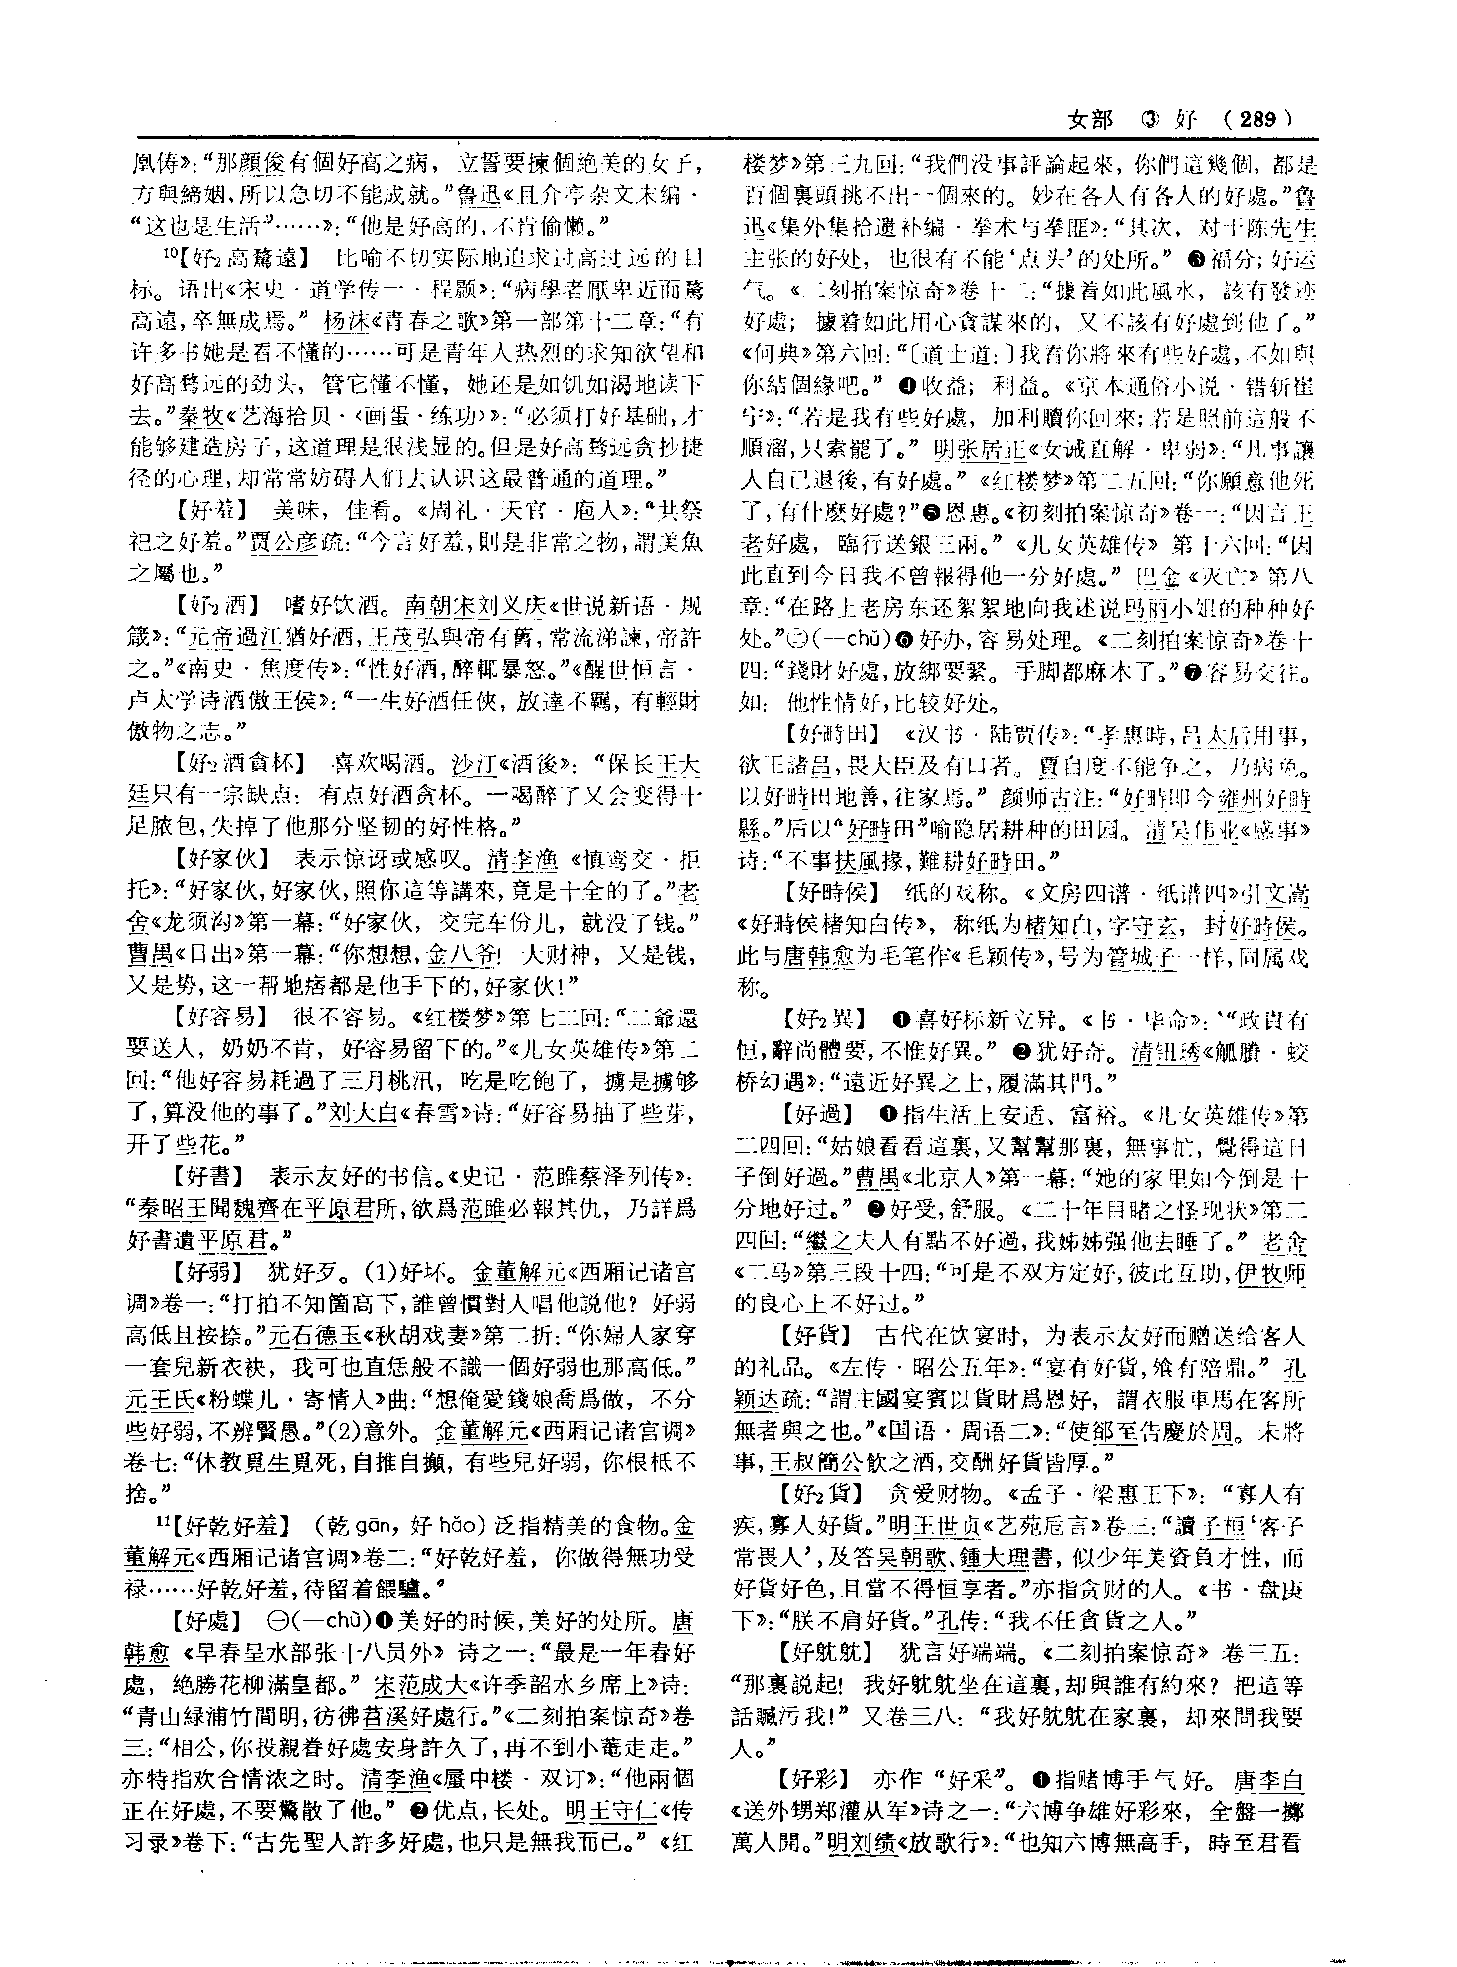 女部 ③ 好 (289)
凰俦》：“那顏俊有個好高之病， 立誓要揀個絶美的女子，
方與締姻，所以急切不能成就。”鲁迅《且介亭杂文末编·
“这也是生活”……》：“他是好高的，不肯偷懒。”
¹⁰【好₂高騖遠】 比喻不切实际地追求过高过远的目
标。语出《宋史·道学传一·程颢》：“病學者厭卑近而騖
高遠，卒無成焉。” 杨沫《青春之歌》第一部第十二章：“有
许多书她是看不懂的……可是青年人热烈的求知欲望和
好高骛远的劲头， 管它懂不懂， 她还是如饥如渴地读下
去。”秦牧《艺海拾贝·〈画蛋·练功〉》：“必须打好基础，才
能够建造房子，这道理是很浅显的。但是好高骛远贪抄捷
径的心理，却常常妨碍人们去认识这最普通的道理。”
【好羞】 美味，佳肴。《周礼·天官·庖人》：“共祭
祀之好羞。”贾公彦疏：“今言好羞，則是非常之物，謂美魚
之屬也。”
【好₂酒】 嗜好饮酒。南朝宋刘义庆《世说新语·规
箴》：“元帝過江猶好酒，王茂弘與帝有舊，常流涕諫，帝許
之。”《南史·焦度传》：“性好酒，醉輒暴怒。”《醒世恒言·
卢太学诗酒傲王侯》：“一生好酒任俠，放達不羈，有輕財
傲物之志。”
【好₂酒貪杯】 喜欢喝酒。沙汀《酒後》：“保长王大
廷只有一宗缺点：有点好酒贪杯。一喝醉了又会变得十
足脓包，失掉了他那分坚韧的好性格。”
【好家伙】 表示惊讶或感叹。清李渔《慎鸾交·拒
托》：“好家伙，好家伙，照你這等講來，竟是十全的了。”老
舍《龙须沟》第一幕：“好家伙， 交完车份儿， 就没了钱。”
曹禺《日出》第一幕：“你想想，金八爷！ 大财神， 又是钱，
又是势，这一帮地痞都是他手下的，好家伙！”
【好容易】 很不容易。《红楼梦》第七二回：“二爺還
要送人， 奶奶不肯， 好容易留下的。”《儿女英雄传》第二
回：“他好容易耗過了三月桃汛， 吃是吃飽了， 擄是擄够
了，算没他的事了。”刘大白《春雪》诗：“好容易抽了些芽，
开了些花。”
【好書】 表示友好的书信。《史记·范雎蔡泽列传》：
“秦昭王聞魏齊在平原君所，欲爲范雎必報其仇， 乃詳爲
好書遺平原君。”
【好弱】 犹好歹。（1）好坏。金董解元《西厢记诸宫
调》卷一：“打拍不知箇高下，誰曾慣對人唱他説他？好弱
高低且按捺。”元石德玉《秋胡戏妻》第二折：“你婦人家穿
一套兒新衣袂， 我可也直恁般不識一個好弱也那高低。”
元王氏《粉蝶儿·寄情人》曲：“想俺愛錢娘喬爲做， 不分
些好弱，不辨賢愚。”（2）意外。金董解元《西厢记诸宫调》
卷七：“休教覓生覓死，自推自攧， 有些兒好弱， 你根柢不
捨。”
¹¹【好乾好羞】 （乾 gān，好 hǎo）泛指精美的食物。金
董解元《西厢记诸宫调》卷二：“好乾好羞， 你做得無功受
禄……好乾好羞，待留着餵驢。”
【好處】 ㊀（—chù）❶美好的时候，美好的处所。唐
韩愈《早春呈水部张十八员外》诗之一：“最是一年春好
處， 絶勝花柳滿皇都。” 宋范成大《许季韶水乡席上》诗：
“青山緑浦竹間明，彷彿苕溪好處行。”《二刻拍案惊奇》卷
三：“相公，你投親眷好處安身許久了，再不到小菴走走。”
亦特指欢合情浓之时。清李渔《蜃中楼·双订》：“他兩個
正在好處，不要驚散了他。” ❷优点，长处。明王守仁《传
习录》卷下：“古先聖人許多好處，也只是無我而已。”《红
楼梦》第三九回：“我們没事評論起來， 你們這幾個， 都是
百個裏頭挑不出一個來的。妙在各人有各人的好處。”鲁
迅《集外集拾遗补编·拳术与拳匪》：“其次， 对于陈先生
主张的好处， 也很有不能‘点头’的处所。” ❸福分；好运
气。《二刻拍案惊奇》卷十二：“據着如此風水， 該有發迹
好處； 據着如此用心貪謀來的， 又不該有好處到他了。”
《何典》第六回：“〔道士道：〕我看你將來有些好處，不如與
你結個緣吧。” ❹收益；利益。《京本通俗小说·错斩崔
宁》：“若是我有些好處，加利贖你回來；若是照前這般不
順溜，只索罷了。” 明张居正《女诫直解·卑弱》：“凡事讓
人自己退後，有好處。”《红楼梦》第二五回：“你願意他死
了，有什麽好處？”❺恩惠。《初刻拍案惊奇》卷一：“因言王
老好處， 臨行送銀三兩。”《儿女英雄传》第十六回：“因
此直到今日我不曾報得他一分好處。” 巴金《灭亡》第八
章：“在路上老房东还絮絮地向我述说玛丽小姐的种种好
处。”㊁（—chǔ）❻好办，容易处理。《二刻拍案惊奇》卷十
四：“錢財好處，放綁要緊。手脚都麻木了。”❼容易交往。
如：他性情好，比较好处。
【好畤田】 《汉书·陆贾传》：“孝惠時，吕太后用事，
欲王諸吕，畏大臣及有口者。賈自度不能争之， 乃病免。
以好畤田地善，往家焉。” 颜师古注：“好畤即今雍州好畤
縣。”后以“好畤田”喻隐居耕种的田园。清吴伟业《感事》
诗：“不事扶風掾，難耕好畤田。”
【好畤侯】 纸的戏称。《文房四谱·纸谱四》引文嵩
《好畤侯楮知白传》，称纸为楮知白，字守玄， 封好畤侯。
此与唐韩愈为毛笔作《毛颖传》，号为管城子一样，同属戏
称。
【好₂異】 ❶喜好标新立异。《书·毕命》：“政貴有
恒，辭尚體要，不惟好異。” ❷犹好奇。清钮琇《觚賸·蛟
桥幻遇》：“遠近好異之士，履滿其門。”
【好過】 ❶指生活上安适、富裕。《儿女英雄传》第
二四回：“姑娘看看這裏，又幫幫那裏， 無事忙， 覺得這日
子倒好過。”曹禺《北京人》第一幕：“她的家里如今倒是十
分地好过。” ❷好受，舒服。《二十年目睹之怪现状》第二
四回：“繼之夫人有點不好過，我姊姊强他去睡了。” 老舍
《二马》第三段十四：“可是不双方定好，彼此互助，伊牧师
的良心上不好过。”
【好貨】 古代在饮宴时， 为表示友好而赠送给客人
的礼品。《左传·昭公五年》：“宴有好貨，飧有陪鼎。” 孔
颖达疏：“謂主國宴賓以貨財爲恩好， 謂衣服車馬在客所
無者與之也。”《国语·周语二》：“使郤至告慶於周。未將
事，王叔簡公飲之酒，交酬好貨皆厚。”
【好₂貨】 贪爱财物。《孟子·梁惠王下》：“寡人有
疾，寡人好貨。”明王世贞《艺苑卮言》卷三：“讀子桓‘客子
常畏人’，及答吴朝歌、鍾大理書， 似少年美資負才性， 而
好貨好色，且當不得恒享者。”亦指贪财的人。《书·盘庚
下》：“朕不肩好貨。”孔传：“我不任貪貨之人。”
【好躭躭】 犹言好端端。《二刻拍案惊奇》卷三五：
“那裏説起！ 我好躭躭坐在這裏，却與誰有約來？ 把這等
話贓污我！” 又卷三八：“我好躭躭在家裏， 却來問我要
人。”
【好彩】 亦作“好采”。❶指赌博手气好。唐李白
《送外甥郑灌从军》诗之一：“六博争雄好彩來， 全盤一擲
萬人開。”明刘绩《放歌行》：“也知六博無高手， 時至君看